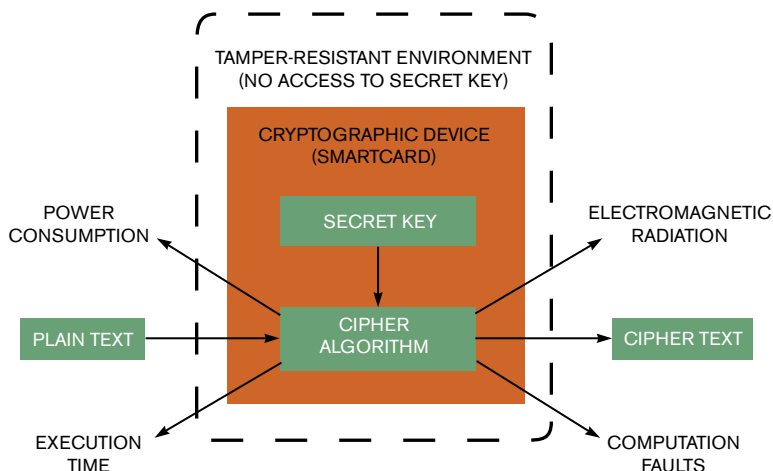 TAMPER-RESISTANT ENVIRONMENT
(NO ACCESS TO SECRET KEY)
CRYPTOGRAPHIC DEVICE
(SMARTCARD)
SECRET KEY
POWER
CONSUMPTION
ELECTROMAGNETIC
RADIATION
PLAIN TEXT
CIPHER
ALGORITHM
CIPHER TEXT
EXECUTION
TIME
COMPUTATION
FAULTS